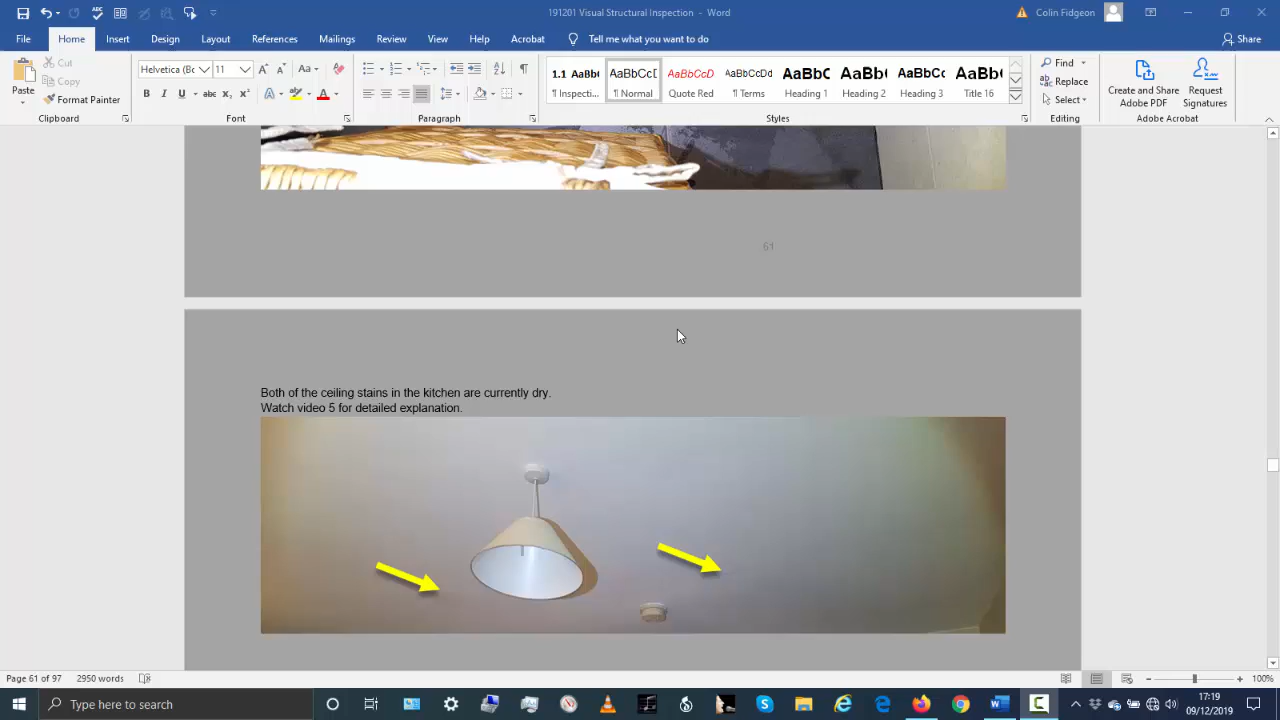 191201 Visual Structural Inspection - Word
Colin Fidgeon
File Home Insert Design Layout References Mailings Review View Help Acrobat Tell me what you want to do Share
Paste
Cut
Copy
Format Painter
Clipboard
Helvetica (Bc 11
Font
Paragraph
1.1 AaBbC AaBbCcD AaBbCcD AaBbCcDd AaBbC AaBbC AaBbCc AaBb
¶ Inspecti... ¶ Normal Quote Red ¶ Terms Heading 1 Heading 2 Heading 3 Title 16
Styles
Find
Replace
Select
Editing
Create and Share Adobe PDF
Request Signatures
Adobe Acrobat
61
Both of the ceiling stains in the kitchen are currently dry.
Watch video 5 for detailed explanation.
Page 61 of 97 2950 words 100%
Type here to search
17:19
09/12/2019